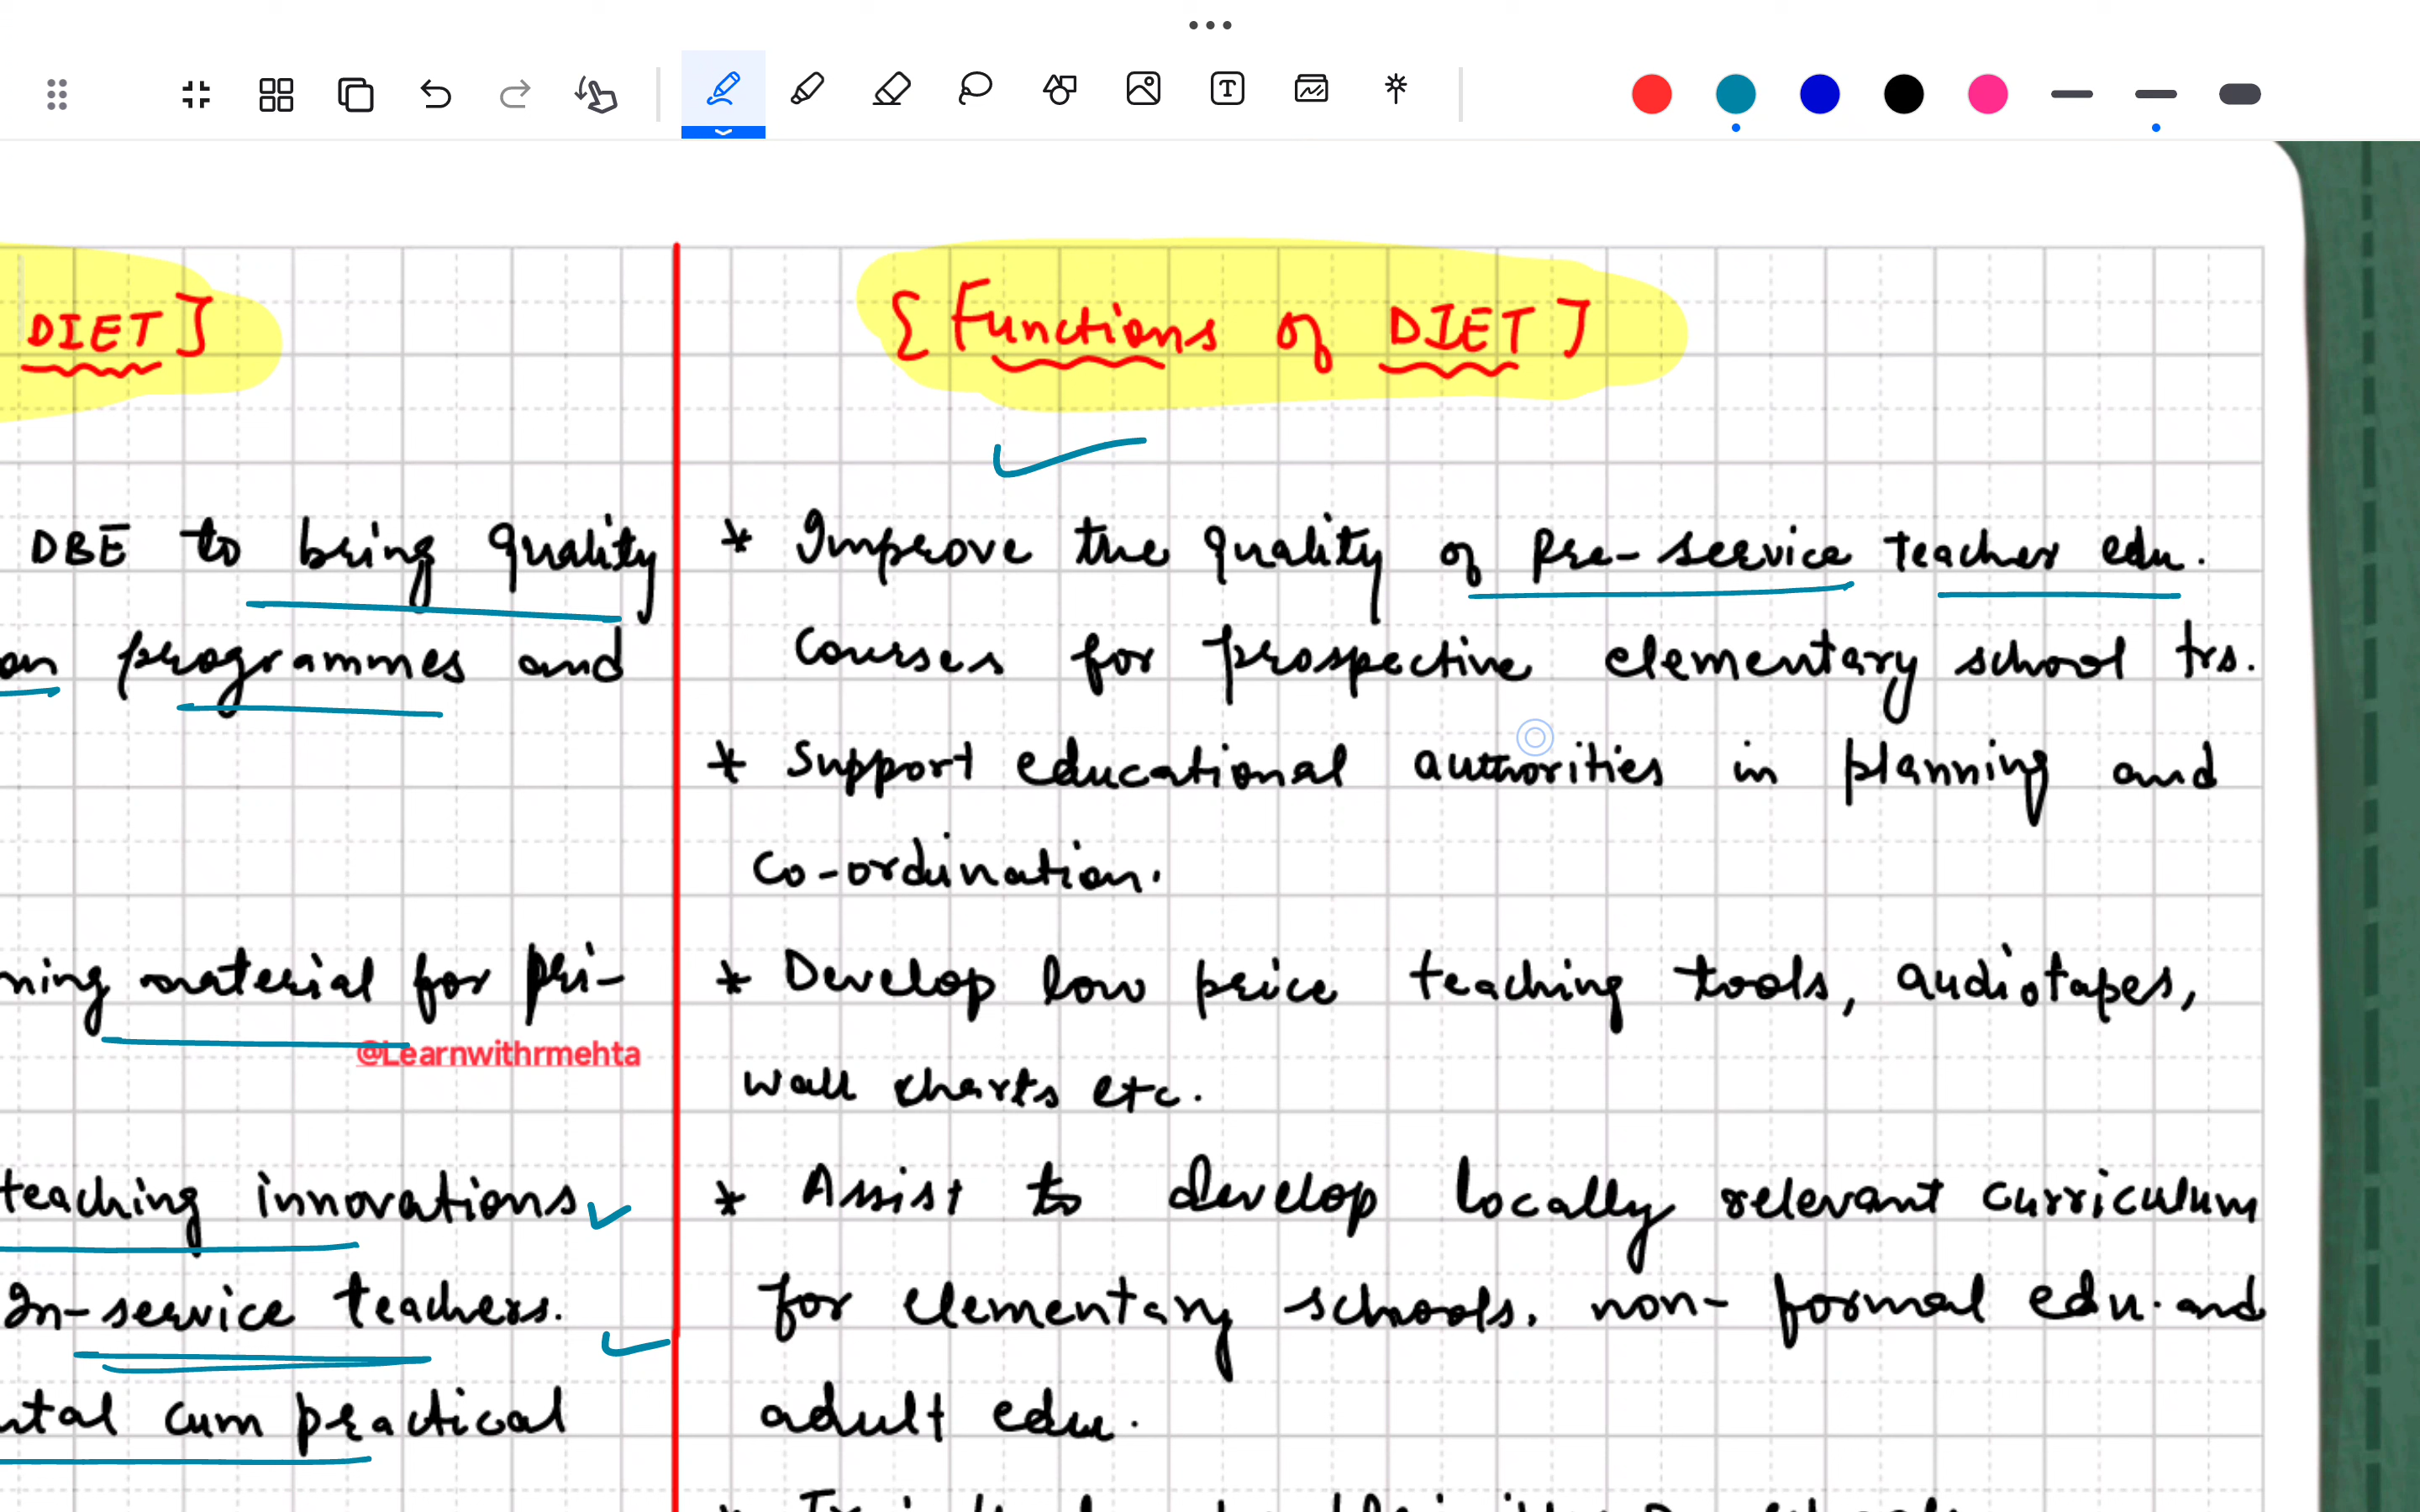 DIET]
DBE to bring quality
on programmes and
ning material for pri-
@Learnwithrmehta
teaching innovations
In-service teachers.
ntal cum practical
{Functions of DIET]
* Improve the quality of Pre-service teacher edu.
courses for prospective elementary school trs.
* Support educational authorities in planning and
co-ordination.
* Develop low price teaching tools, audiotapes,
wall charts etc.
* Assist to develop locally relevant curriculum
for elementary schools. non-formal edu. and
adult edu.